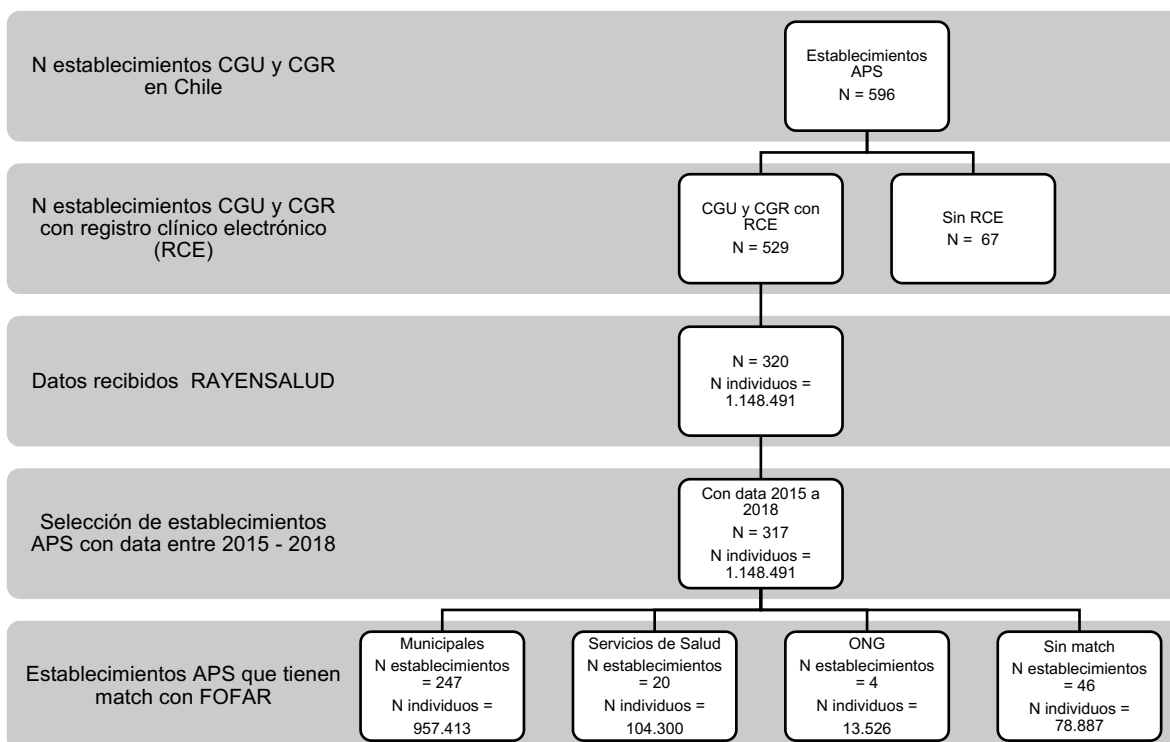 N establecimientos CGU y CGR
en Chile
Establecimientos
APS
N = 596
N establecimientos CGU y CGR
con registro clínico electrónico
(RCE)
CGU y CGR con
RCE
N = 529
Sin RCE
N = 67
Datos recibidos RAYENSALUD
N = 320
N individuos =
1.148.491
Selección de establecimientos
APS con data entre 2015 - 2018
Con data 2015 a
2018
N = 317
N individuos =
1.148.491
Establecimientos APS que tienen
match con FOFAR
Municipales
N establecimientos
= 247
N individuos =
957.413
Servicios de Salud
N establecimientos
= 20
N individuos =
104.300
ONG
N establecimientos
= 4
N individuos =
13.526
Sin match
N establecimientos
= 46
N individuos =
78.887